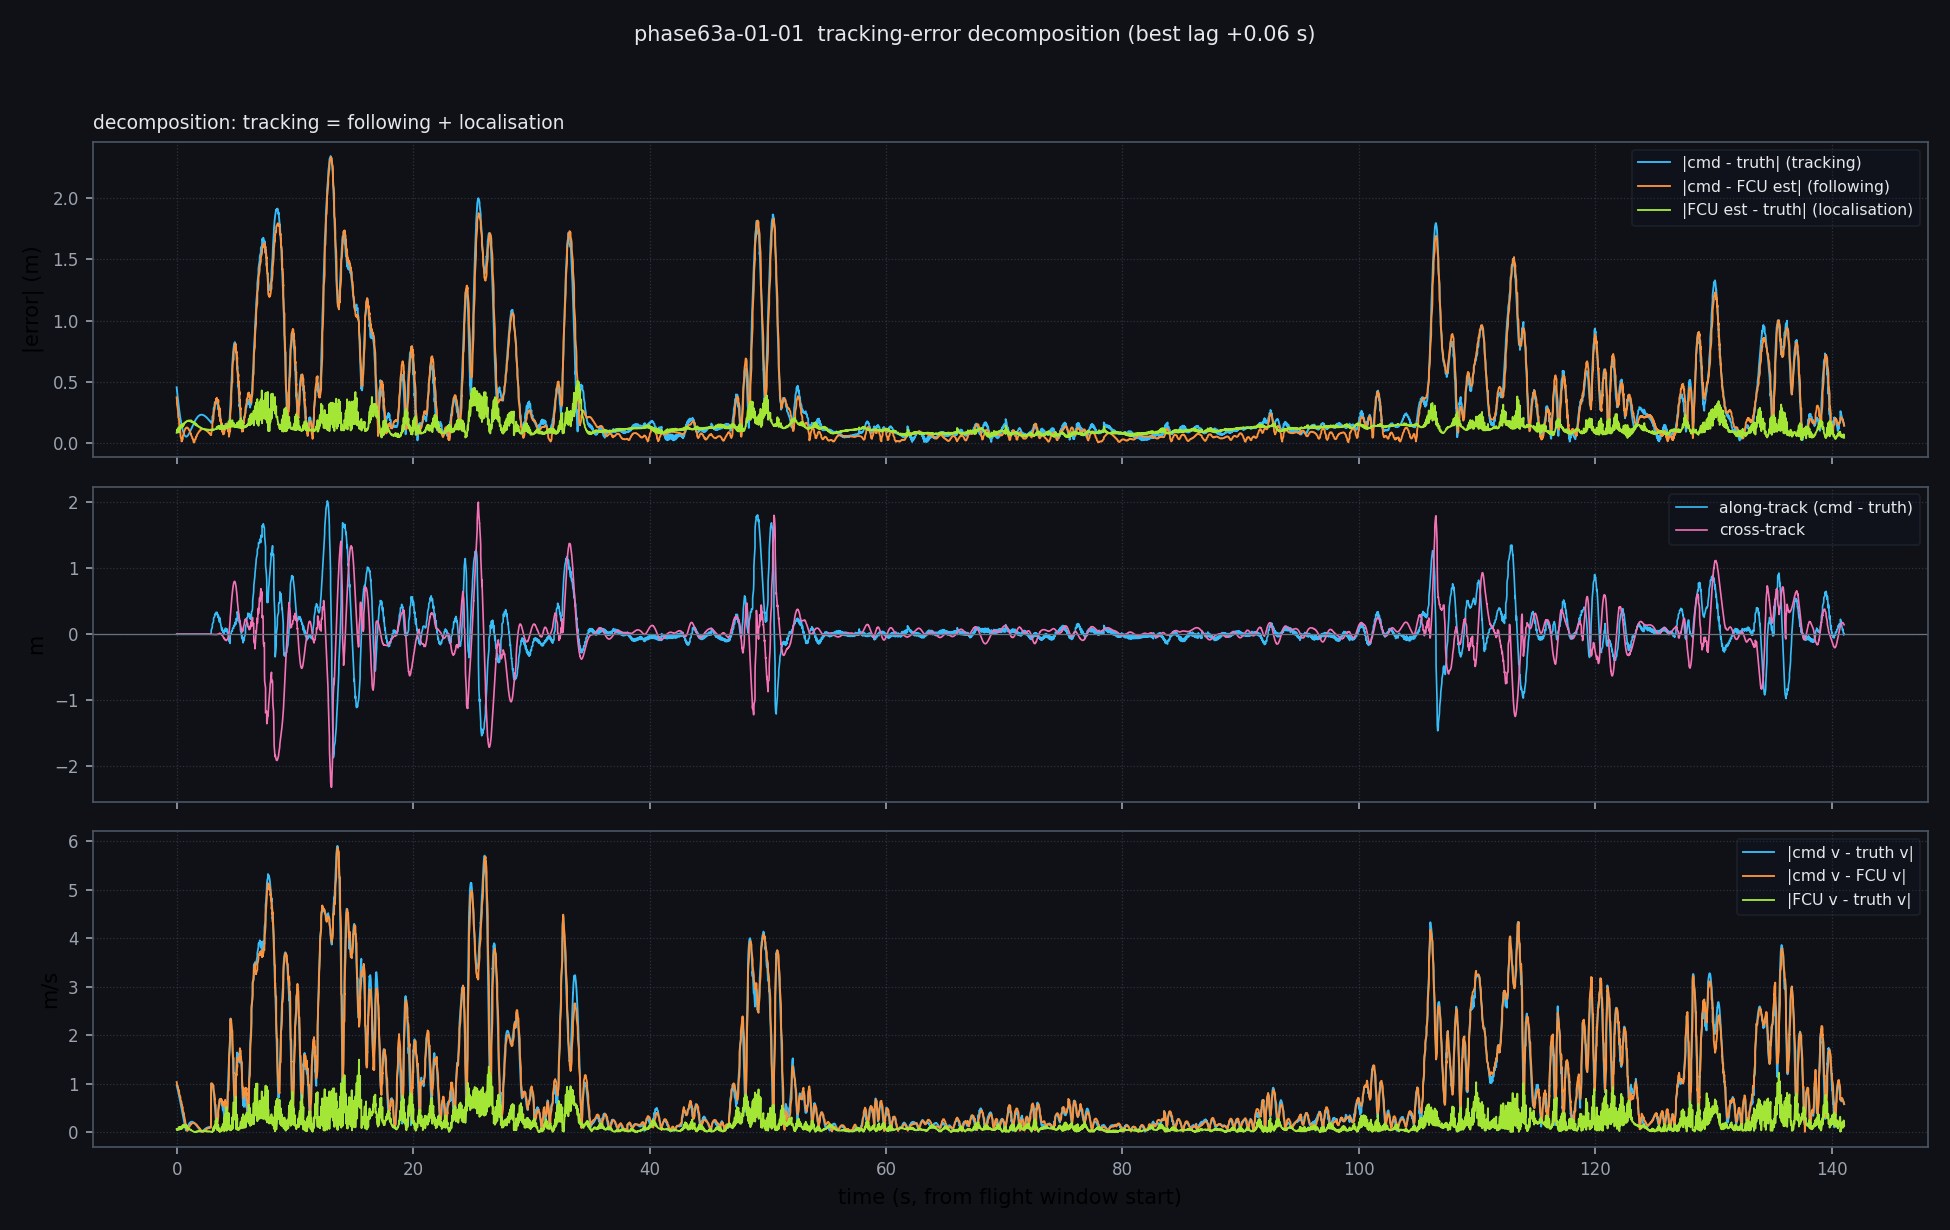 phase63a-01-01  tracking-error decomposition (best lag +0.06 s)
decomposition: tracking = following + localisation
|cmd - truth| (tracking)
|cmd - FCU est| (following)
|FCU est - truth| (localisation)
|error| (m)
2.0
1.5
1.0
0.5
0.0
along-track (cmd - truth)
cross-track
m
2
1
0
−1
−2
|cmd v - truth v|
|cmd v - FCU v|
|FCU v - truth v|
m/s
6
5
4
3
2
1
0
0 20 40 60 80 100 120 140
time (s, from flight window start)